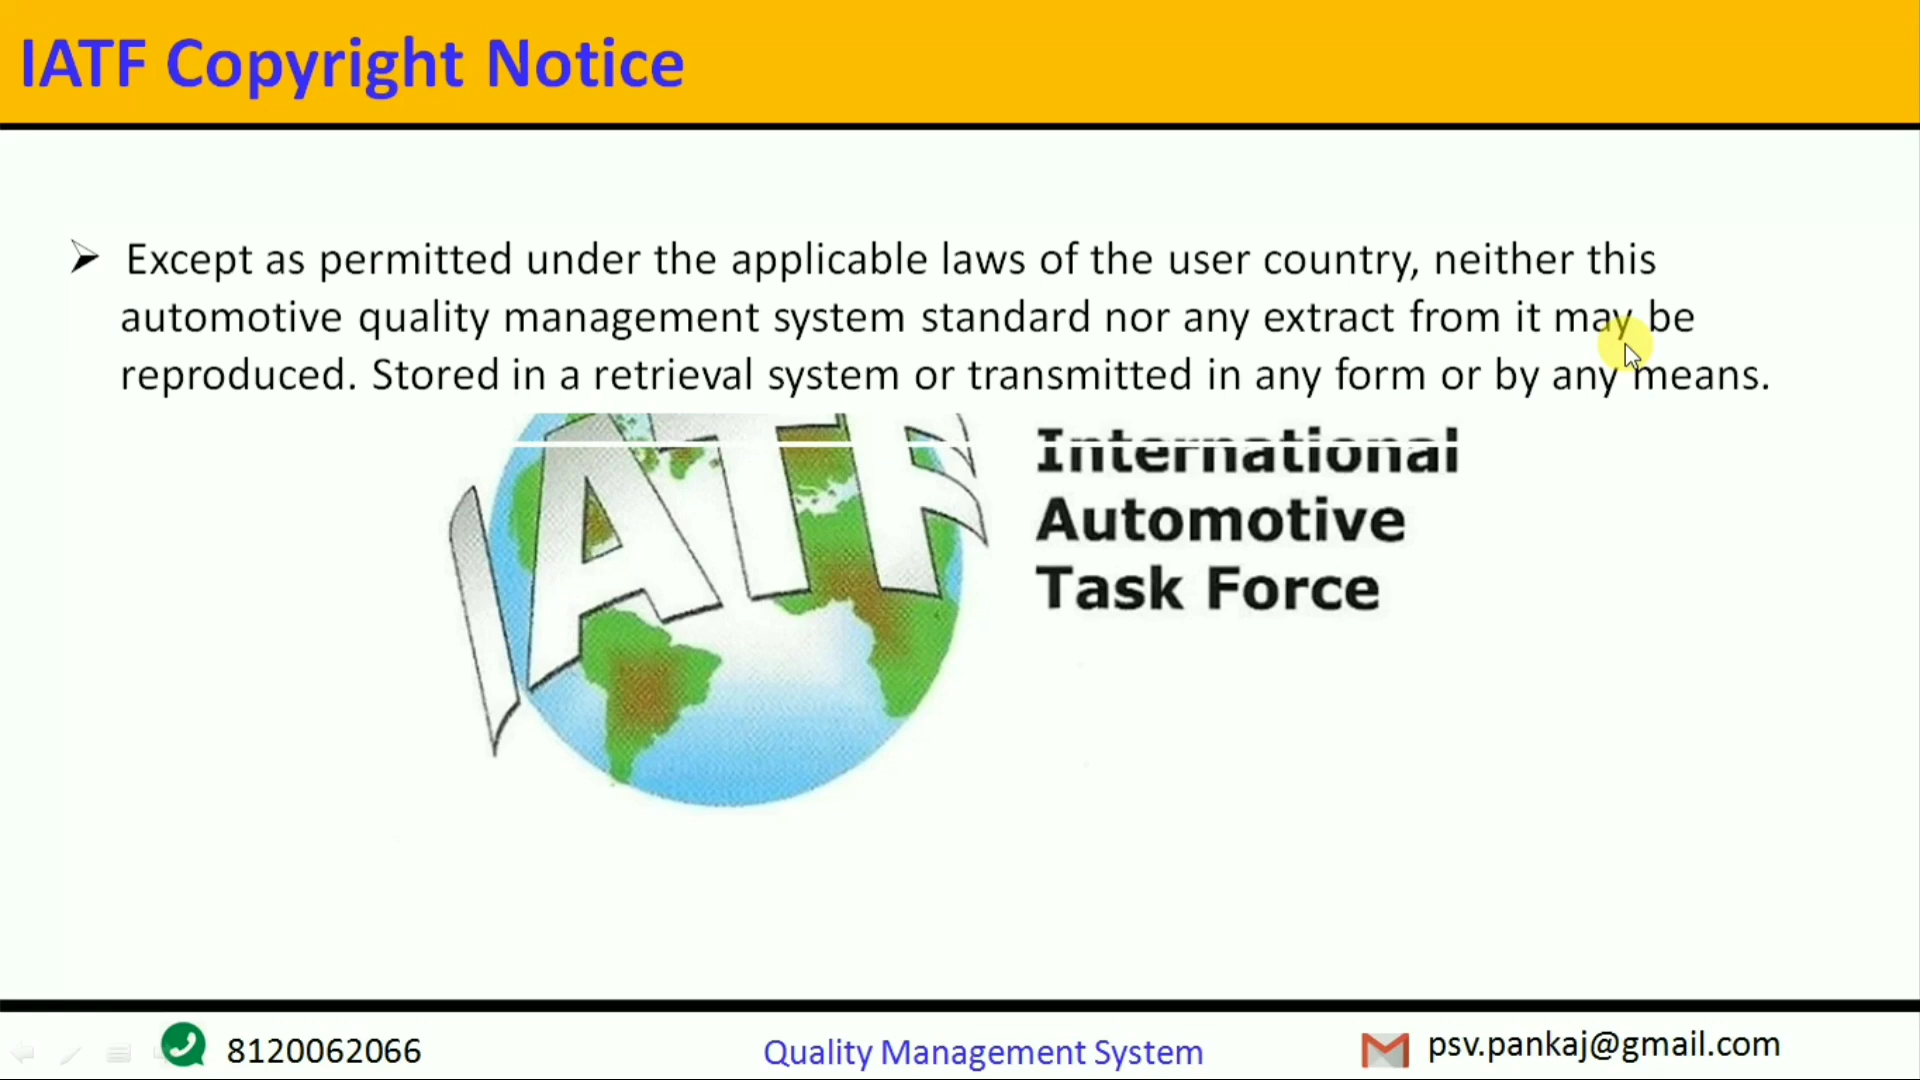 IATF Copyright Notice
➢ Except as permitted under the applicable laws of the user country, neither this
automotive quality management system standard nor any extract from it may be
reproduced. Stored in a retrieval system or transmitted in any form or by any means.
IATF
International
Automotive
Task Force
8120062066
Quality Management System
psv.pankaj@gmail.com